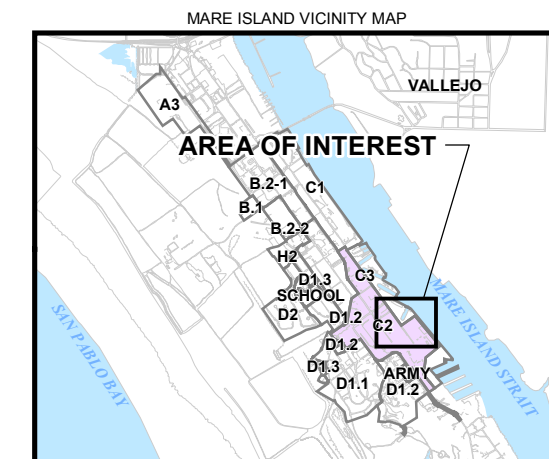 MARE ISLAND VICINITY MAP
VALLEJO
A3
AREA OF INTEREST
B.2-1
C1
B.1
B.2-2
H2
C3
D1.3
SCHOOL
D2
D1.2
C2
MARE ISLAND STRAIT
SAN PABLO BAY
D1.2
D1.3
ARMY
D1.1
D1.2